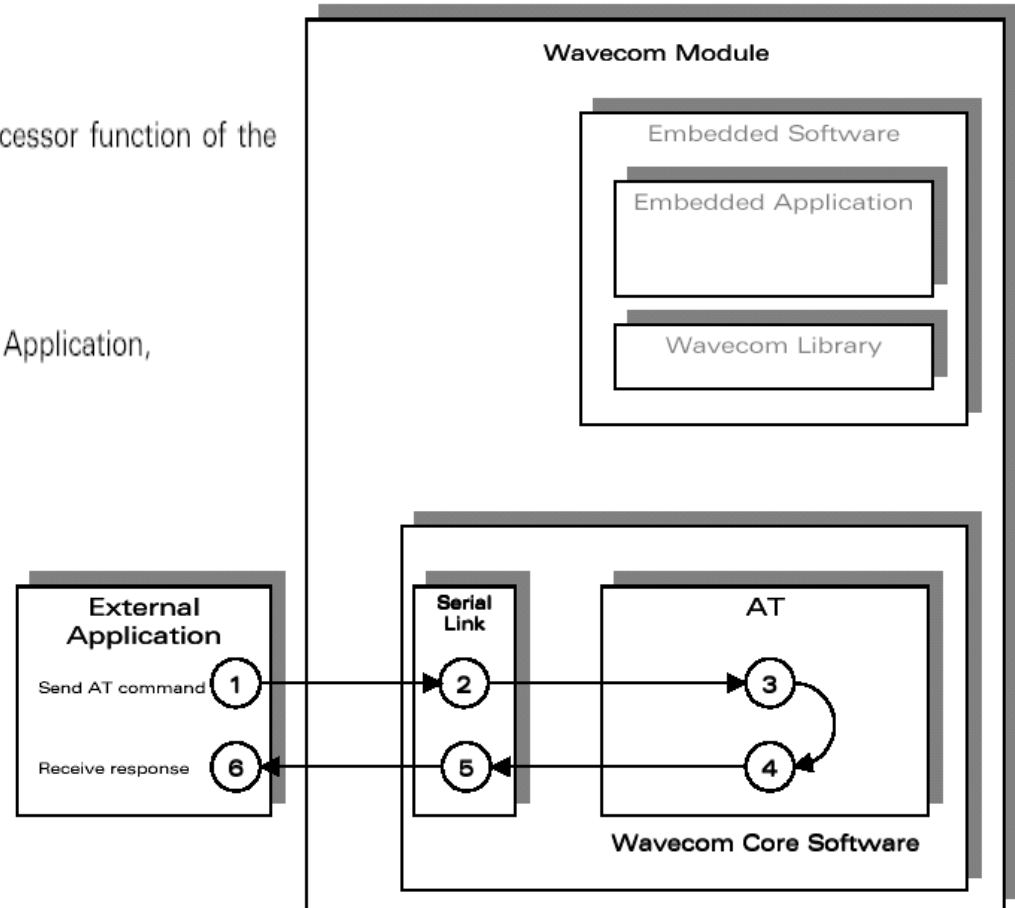 Wavecom Module
Embedded Software
cessor function of the
Embedded Application
Application,
Wavecom Library
External
Application
Serial
Link
AT
Send AT command
1
2
3
Receive response
6
5
4
Wavecom Core Software